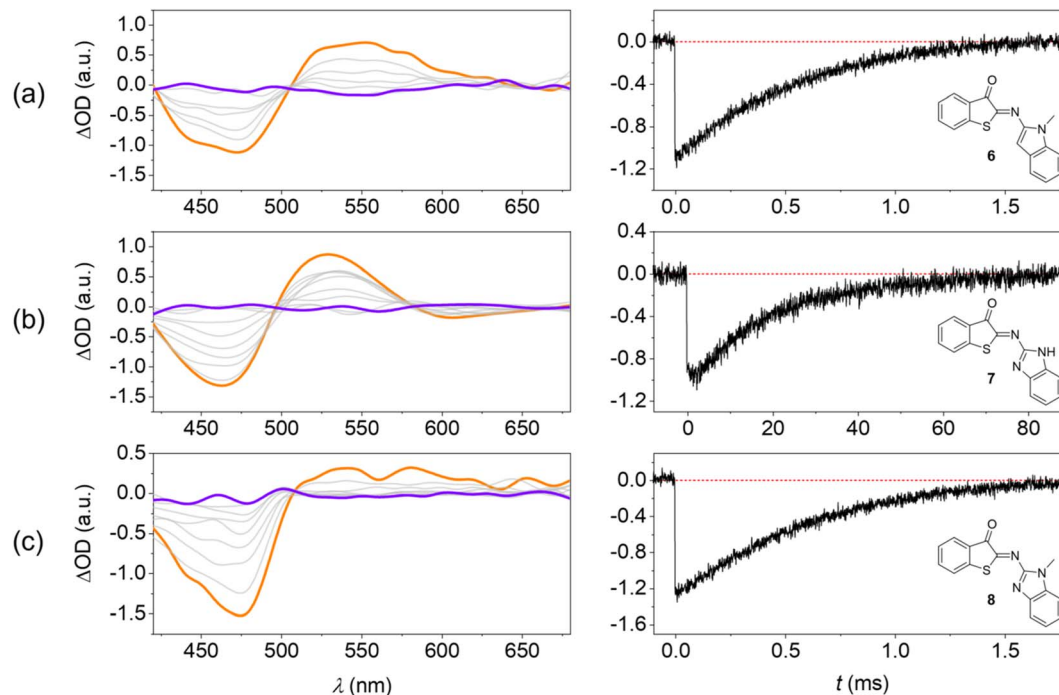 (a)
ΔOD (a.u.)
1.0
0.5
0.0
-0.5
-1.0
-1.5
450 500 550 600 650
0.0
-0.4
-0.8
-1.2
0.0 0.5 1.0 1.5
O
N
S
N
6
(b)
ΔOD (a.u.)
1.0
0.5
0.0
-0.5
-1.0
-1.5
450 500 550 600 650
0.4
0.0
-0.4
-0.8
-1.2
0 20 40 60 80
O
N
S
NH
N
7
(c)
ΔOD (a.u.)
0.5
0.0
-0.5
-1.0
-1.5
450 500 550 600 650
λ (nm)
0.0
-0.4
-0.8
-1.2
-1.6
0.0 0.5 1.0 1.5
t (ms)
O
N
S
N
N
8